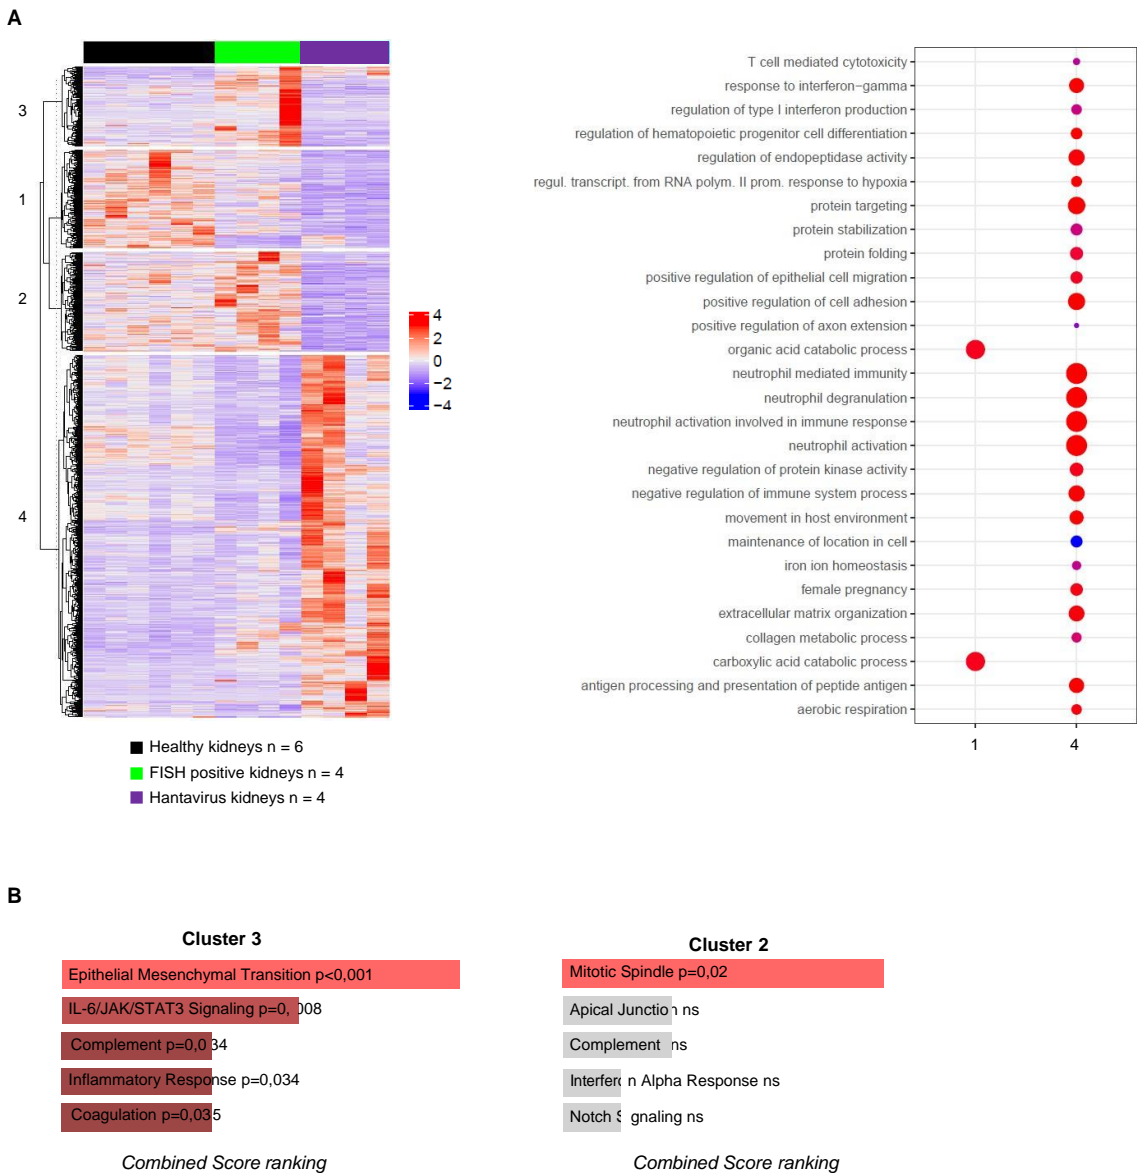 A
3
1
2
4
4
2
0
−2
−4
Healthy kidneys n = 6
FISH positive kidneys n = 4
Hantavirus kidneys n = 4
T cell mediated cytotoxicity
response to interferon−gamma
regulation of type I interferon production
regulation of hematopoietic progenitor cell differentiation
regulation of endopeptidase activity
regul. transcript. from RNA polym. II prom. response to hypoxia
protein targeting
protein stabilization
protein folding
positive regulation of epithelial cell migration
positive regulation of cell adhesion
positive regulation of axon extension
organic acid catabolic process
neutrophil mediated immunity
neutrophil degranulation
neutrophil activation involved in immune response
neutrophil activation
negative regulation of protein kinase activity
negative regulation of immune system process
movement in host environment
maintenance of location in cell
iron ion homeostasis
female pregnancy
extracellular matrix organization
collagen metabolic process
carboxylic acid catabolic process
antigen processing and presentation of peptide antigen
aerobic respiration
1 4
B
Cluster 3
Epithelial Mesenchymal Transition p<0,001
IL-6/JAK/STAT3 Signaling p=0,008
Complement p=0,034
Inflammatory Response p=0,034
Coagulation p=0,035
Combined Score ranking
Cluster 2
Mitotic Spindle p=0,02
Apical Junction ns
Complement ns
Interferon Alpha Response ns
Notch Signaling ns
Combined Score ranking